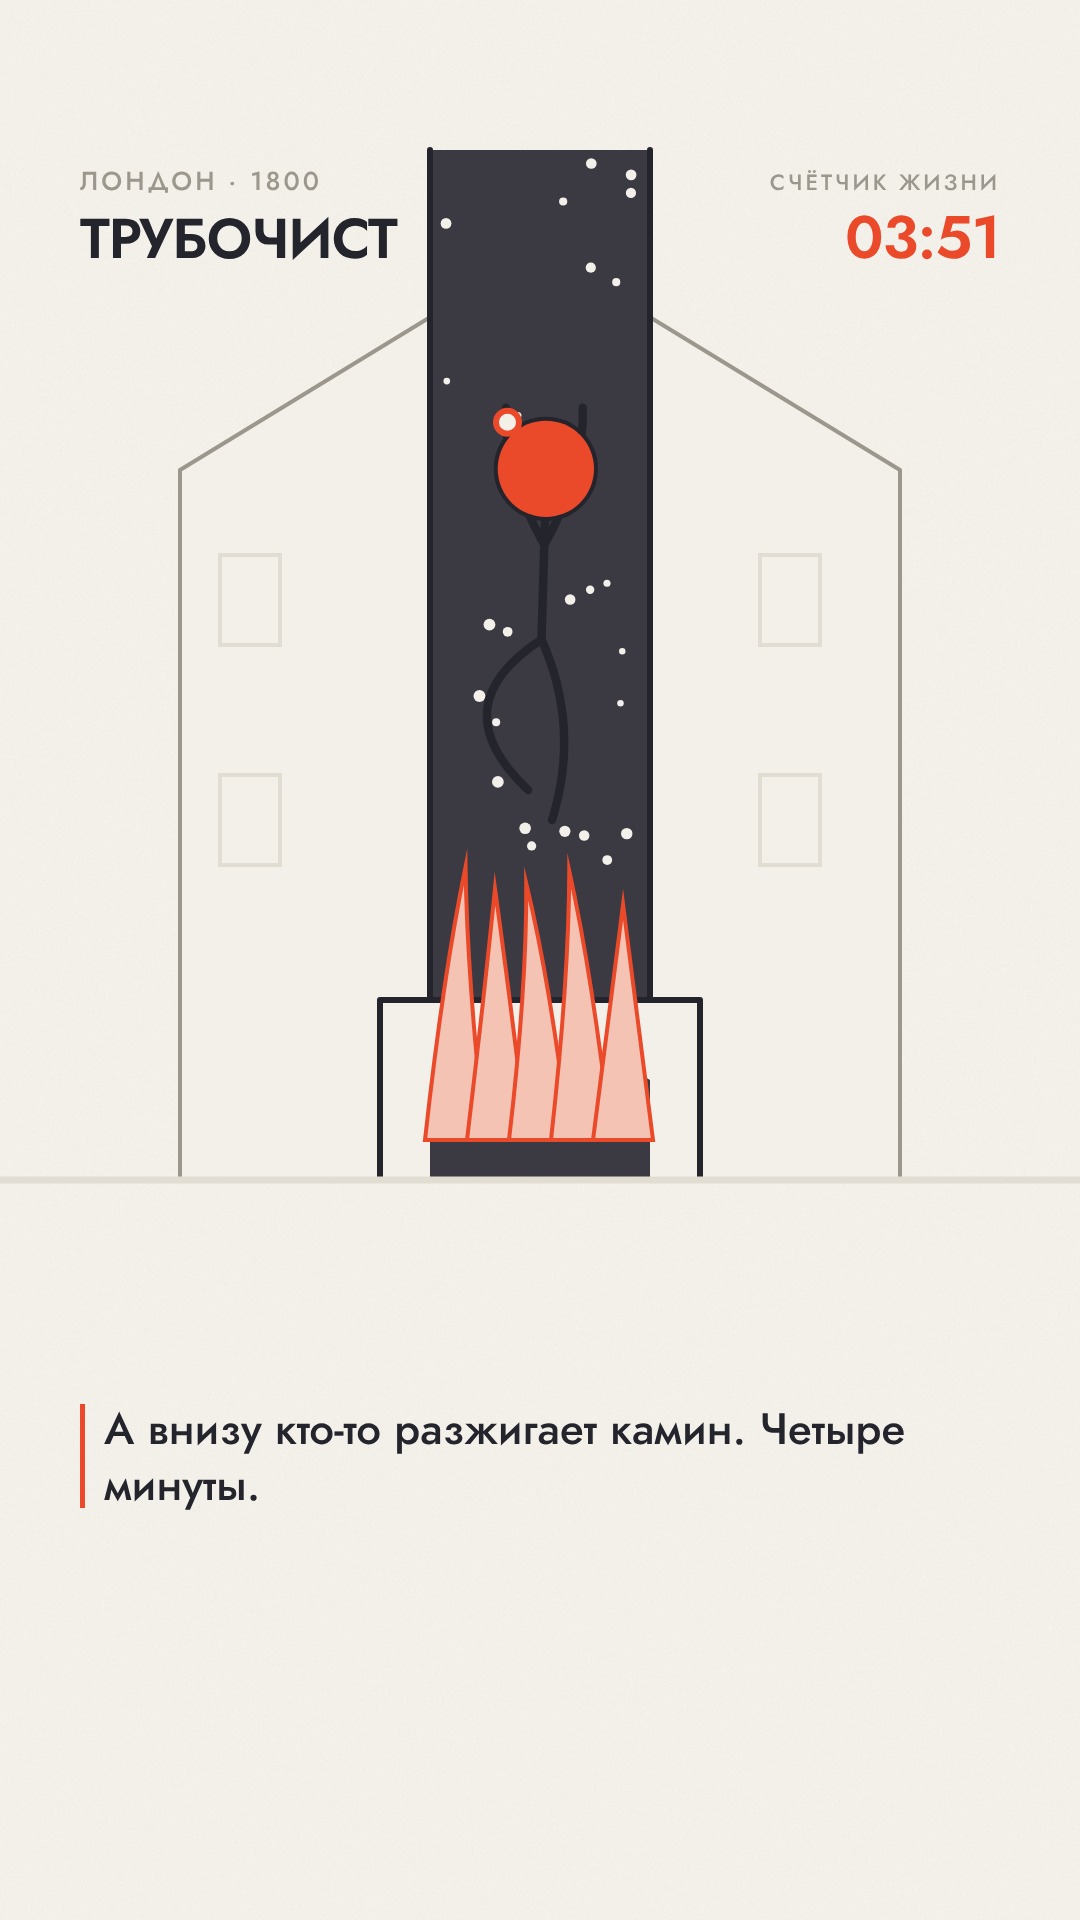 ЛОНДОН · 1800
ТРУБОЧИСТ
СЧЁТЧИК ЖИЗНИ
03:51
А внизу кто-то разжигает камин. Четыре
минуты.